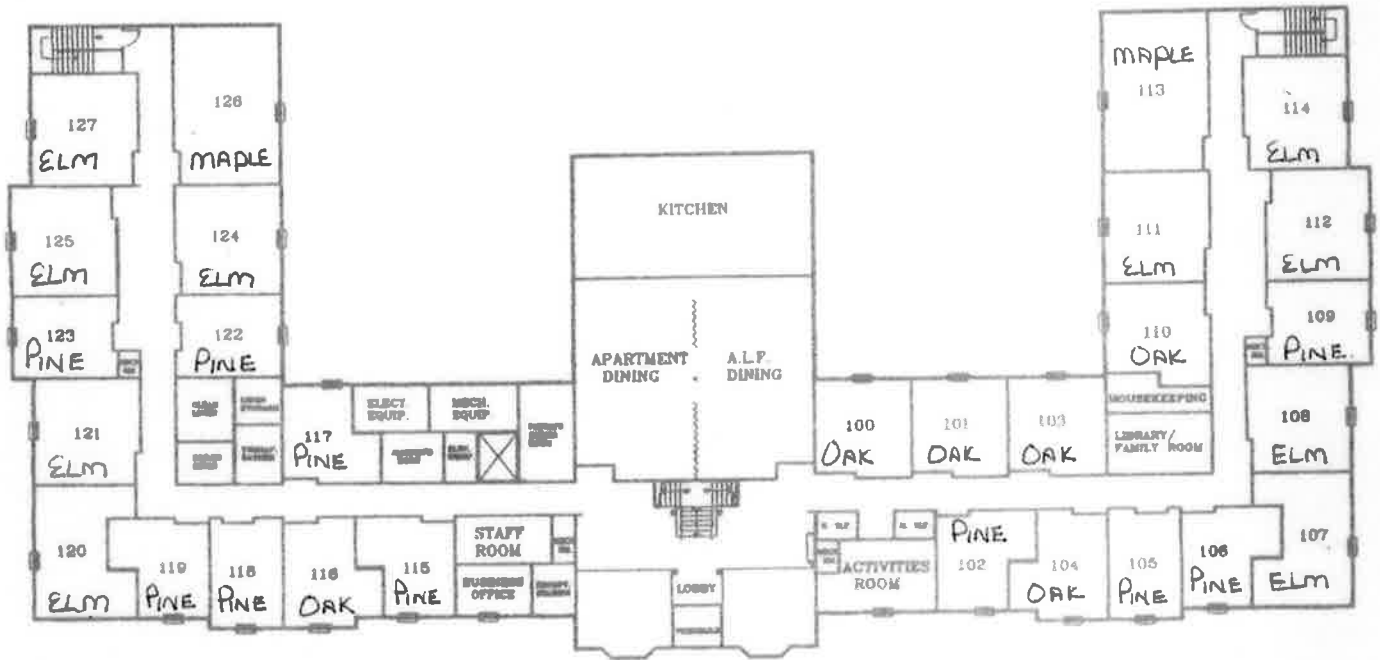 MAPLE
113
127
ELM
126
MAPLE
114
ELM
KITCHEN
125
ELM
124
ELM
111
ELM
112
ELM
123
PINE
122
PINE
110
OAK
109
PINE
APARTMENT
DINING
A.L.F.
DINING
ELECT.
EQUIP.
MECH.
EQUIP.
HOUSEKEEPING
LIBRARY/
FAMILY ROOM
121
ELM
117
PINE
100
OAK
101
OAK
103
OAK
108
ELM
120
ELM
119
PINE
118
PINE
116
OAK
115
PINE
STAFF
ROOM
BUSINESS
OFFICE
LOBBY
ACTIVITIES
ROOM
PINE
102
104
OAK
105
PINE
106
PINE
107
ELM